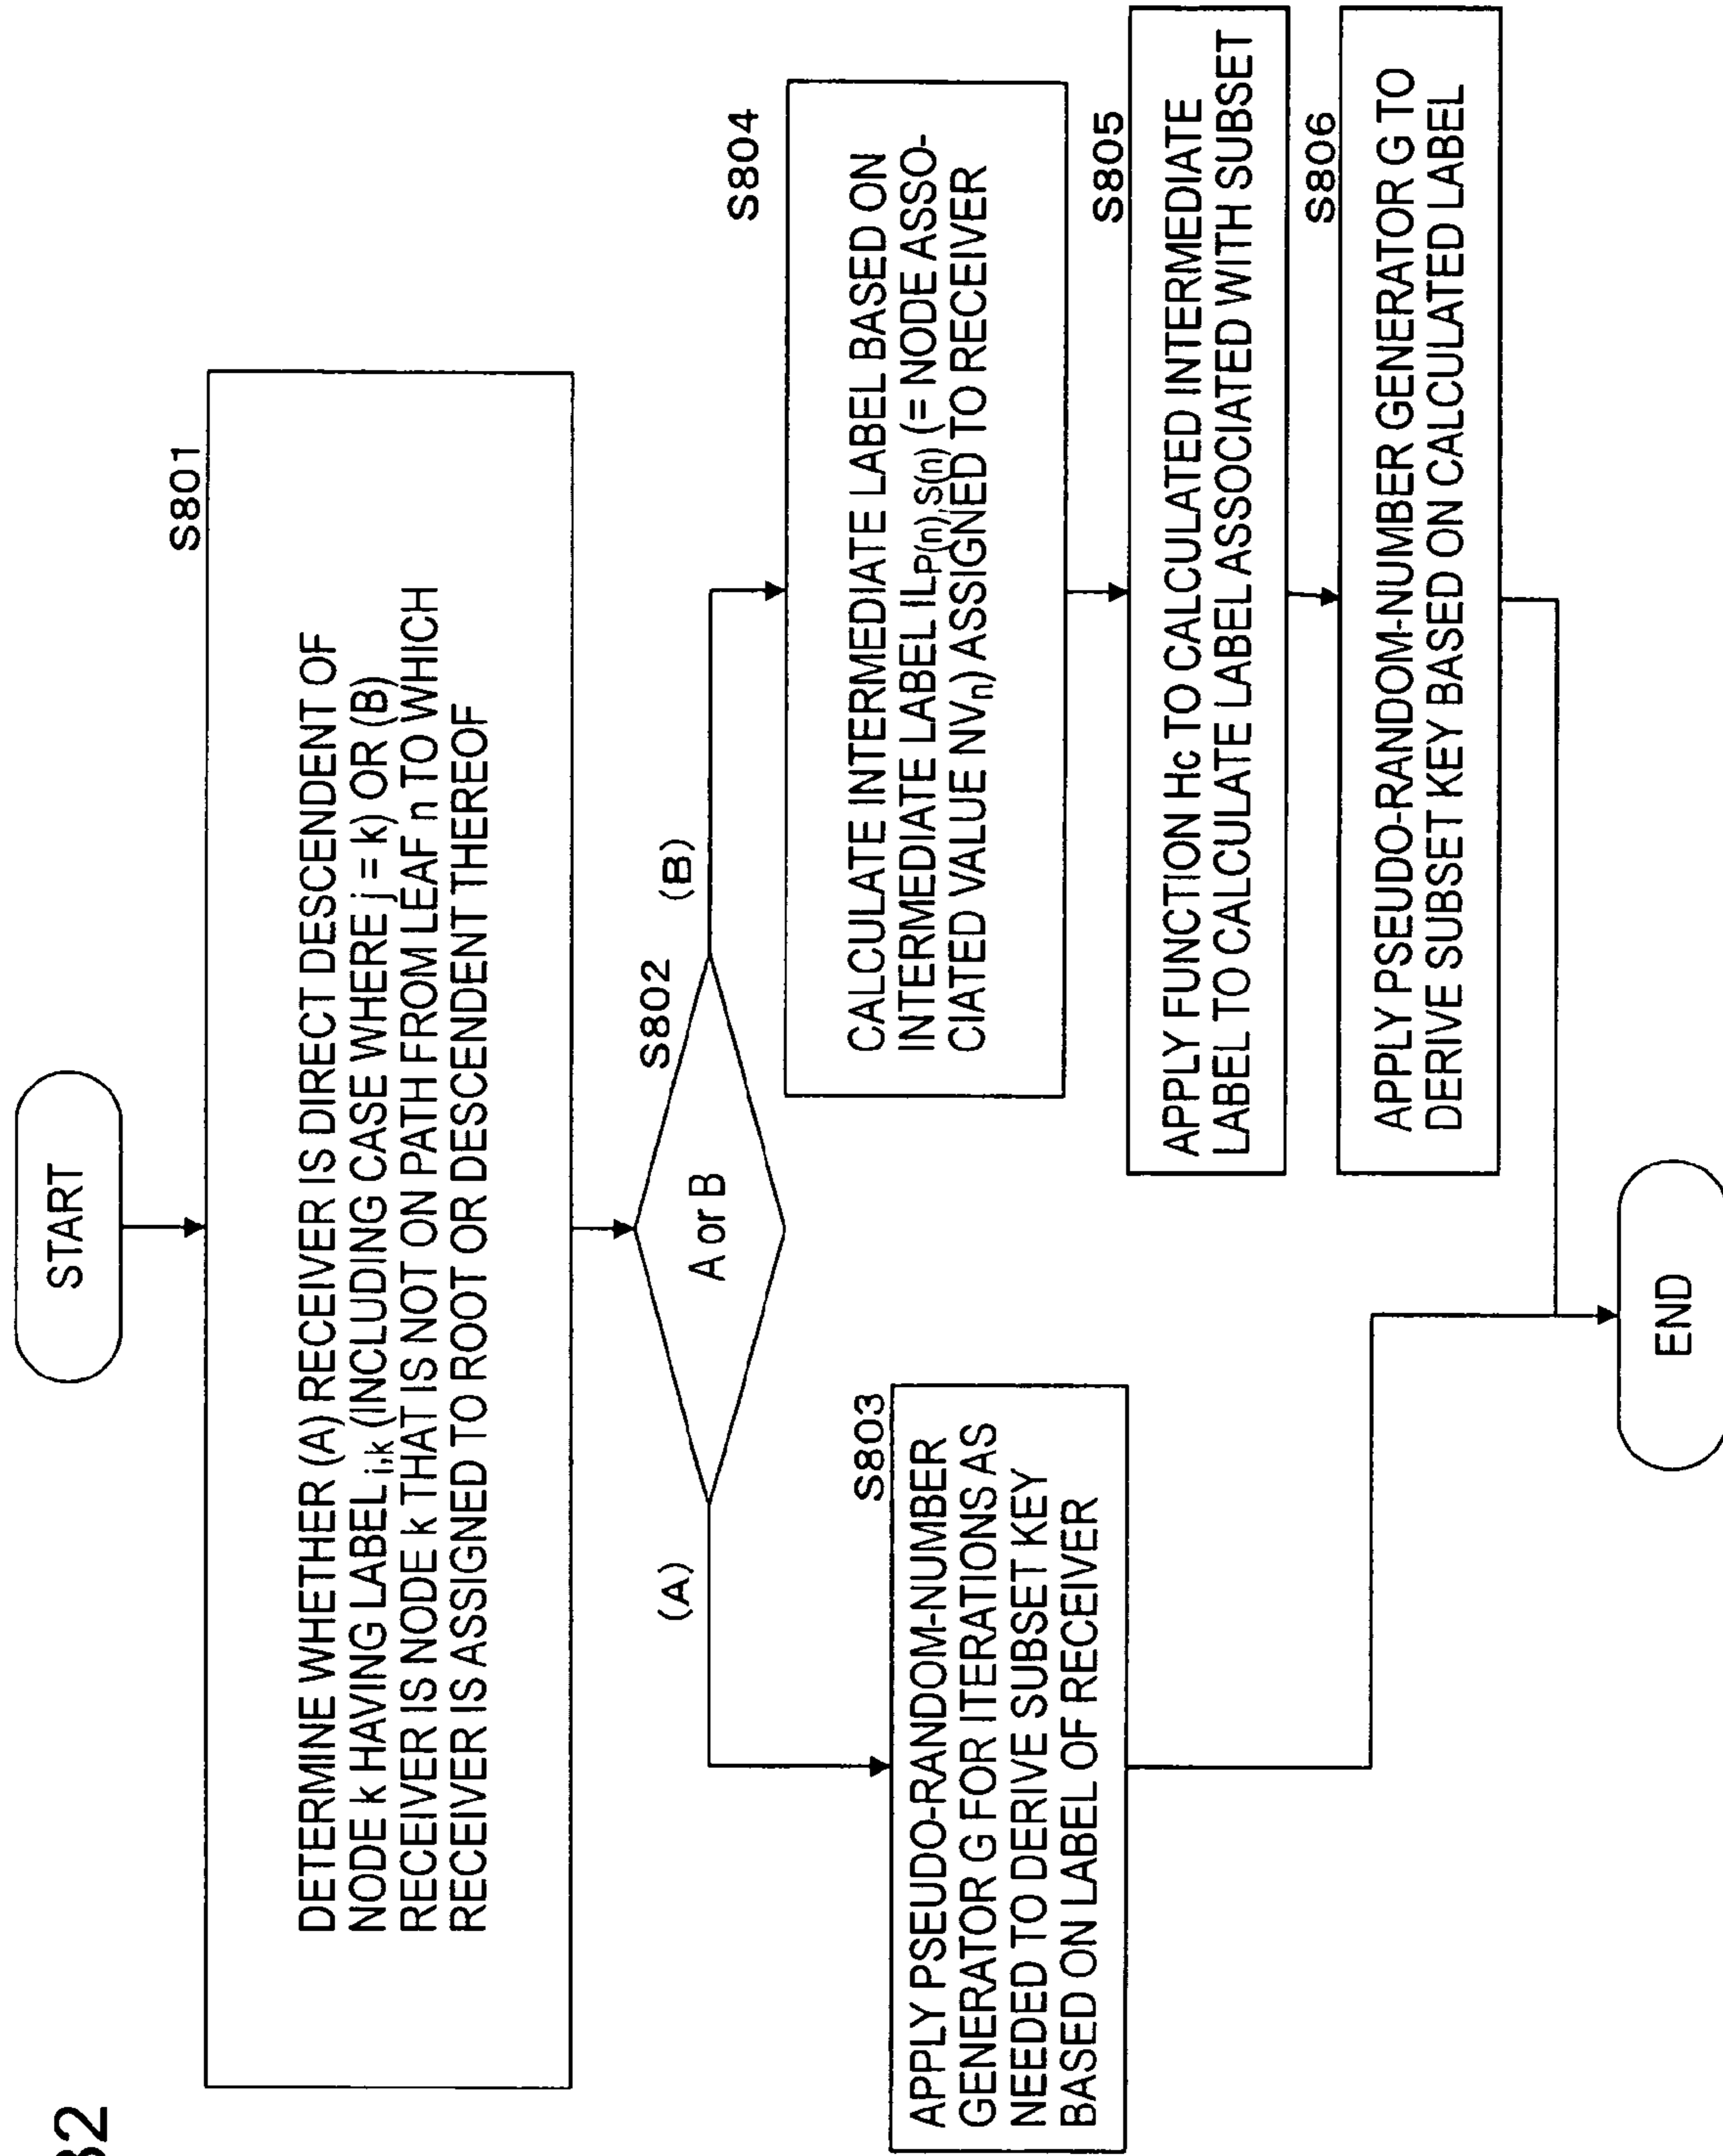 32
START
S801
DETERMINE WHETHER (A) RECEIVER IS DIRECT DESCENDENT OF
NODE k HAVING LABEL i,k (INCLUDING CASE WHERE j = k) OR (B)
RECEIVER IS NODE k THAT IS NOT ON PATH FROM LEAF n TO WHICH
RECEIVER IS ASSIGNED TO ROOT OR DESCENDENT THEREOF
S802
A or B
(A)
(B)
S803
APPLY PSEUDO-RANDOM-NUMBER
GENERATOR G FOR ITERATIONS AS
NEEDED TO DERIVE SUBSET KEY
BASED ON LABEL OF RECEIVER
S804
CALCULATE INTERMEDIATE LABEL BASED ON
INTERMEDIATE LABEL ILP(n),S(n) (= NODE ASSO-
CIATED VALUE NVn) ASSIGNED TO RECEIVER
S805
APPLY FUNCTION Hc TO CALCULATED INTERMEDIATE
LABEL TO CALCULATE LABEL ASSOCIATED WITH SUBSET
S806
APPLY PSEUDO-RANDOM-NUMBER GENERATOR G TO
DERIVE SUBSET KEY BASED ON CALCULATED LABEL
END